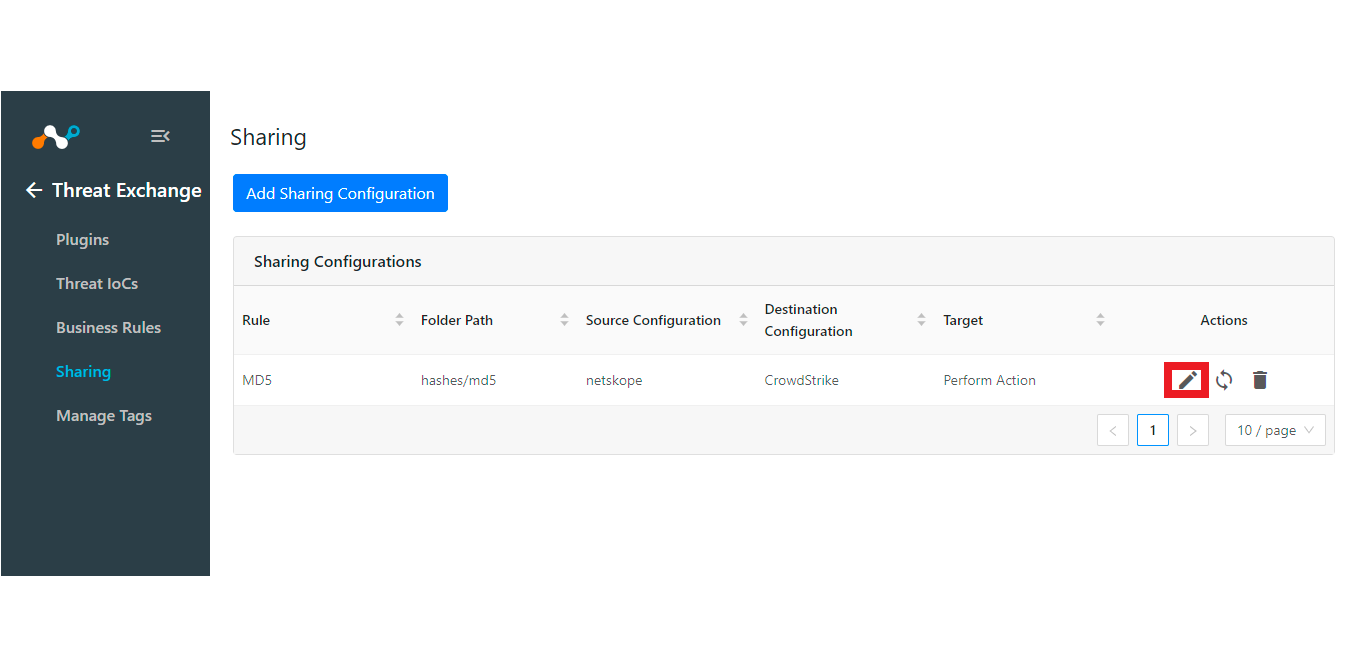 Sharing
Threat Exchange
Add Sharing Configuration
Plugins
Sharing Configurations
Threat IoCs
Rule
Folder Path
Source Configuration
Destination
Configuration
Target
Actions
Business Rules
Sharing
MD5
hashes/md5
netskope
CrowdStrike
Perform Action
Manage Tags
< 1 > 10 / page